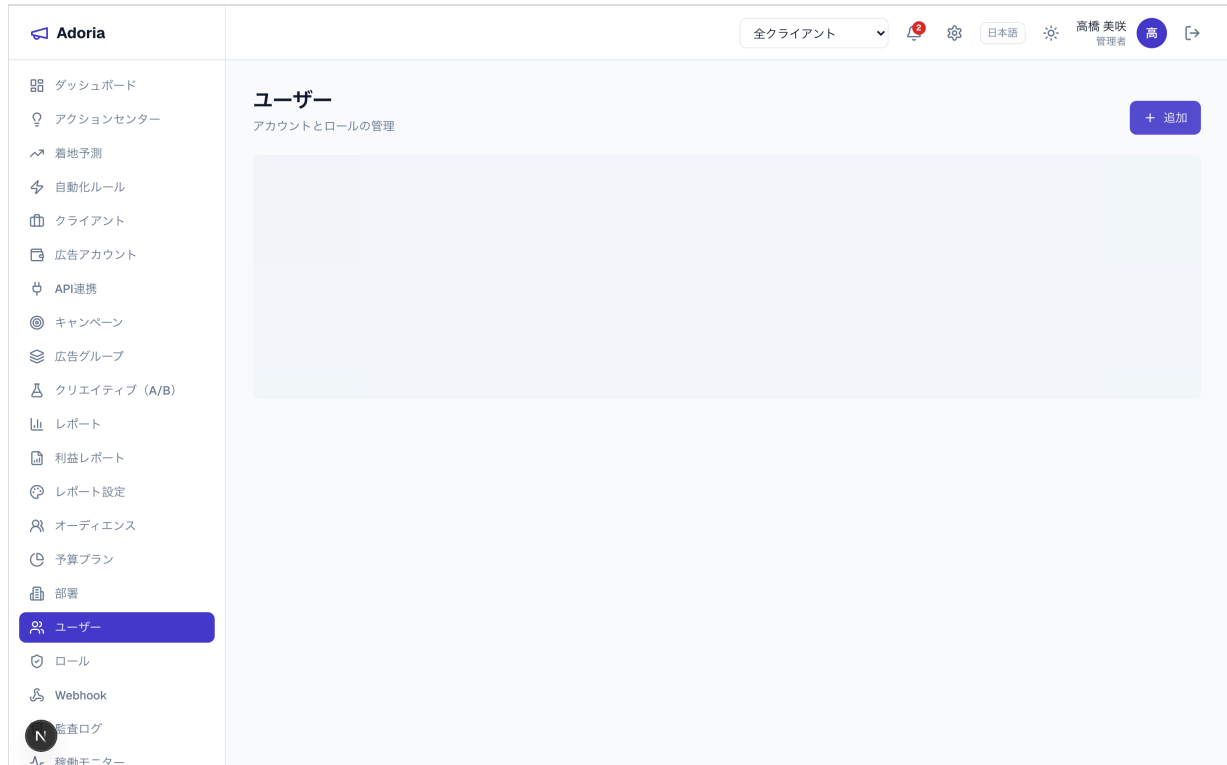 Adoria
全クライアント
2
日本語
高橋 美咲
管理者
高
ダッシュボード
アクションセンター
着地予測
自動化ルール
クライアント
広告アカウント
API連携
キャンペーン
広告グループ
クリエイティブ（A/B）
レポート
利益レポート
レポート設定
オーディエンス
予算プラン
部署
ユーザー
ロール
Webhook
監査ログ
稼働モニター
N
ユーザー
アカウントとロールの管理
+ 追加